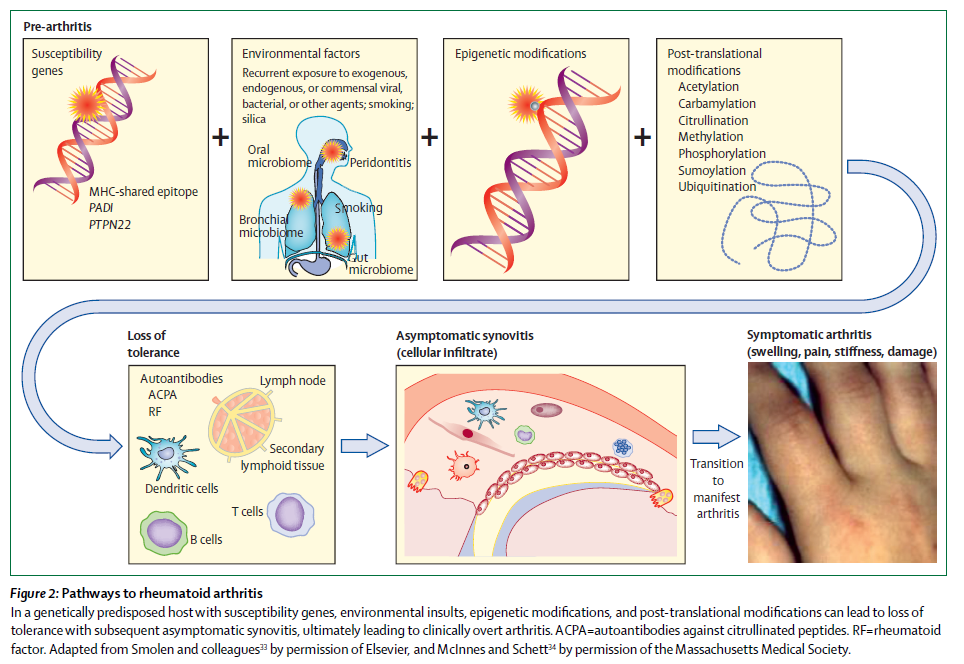 Pre-arthritis
Susceptibility
genes
MHC-shared epitope
PADI
PTPN22
+
Environmental factors
Recurrent exposure to exogenous,
endogenous, or commensal viral,
bacterial, or other agents; smoking;
silica
Oral
microbiome
Peridontitis
Bronchial
microbiome
Smoking
Gut
microbiome
+
Epigenetic modifications
+
Post-translational
modifications
Acetylation
Carbamylation
Citrullination
Methylation
Phosphorylation
Sumoylation
Ubiquitination
Loss of
tolerance
Autoantibodies
ACPA
RF
Lymph node
Secondary
lymphoid tissue
Dendritic cells
T cells
B cells
Asymptomatic synovitis
(cellular infiltrate)
Transition
to
manifest
arthritis
Symptomatic arthritis
(swelling, pain, stiffness, damage)
Figure 2: Pathways to rheumatoid arthritis
In a genetically predisposed host with susceptibility genes, environmental insults, epigenetic modifications, and post-translational modifications can lead to loss of
tolerance with subsequent asymptomatic synovitis, ultimately leading to clinically overt arthritis. ACPA=autoantibodies against citrullinated peptides. RF=rheumatoid
factor. Adapted from Smolen and colleagues³³ by permission of Elsevier, and McInnes and Schett³⁴ by permission of the Massachusetts Medical Society.